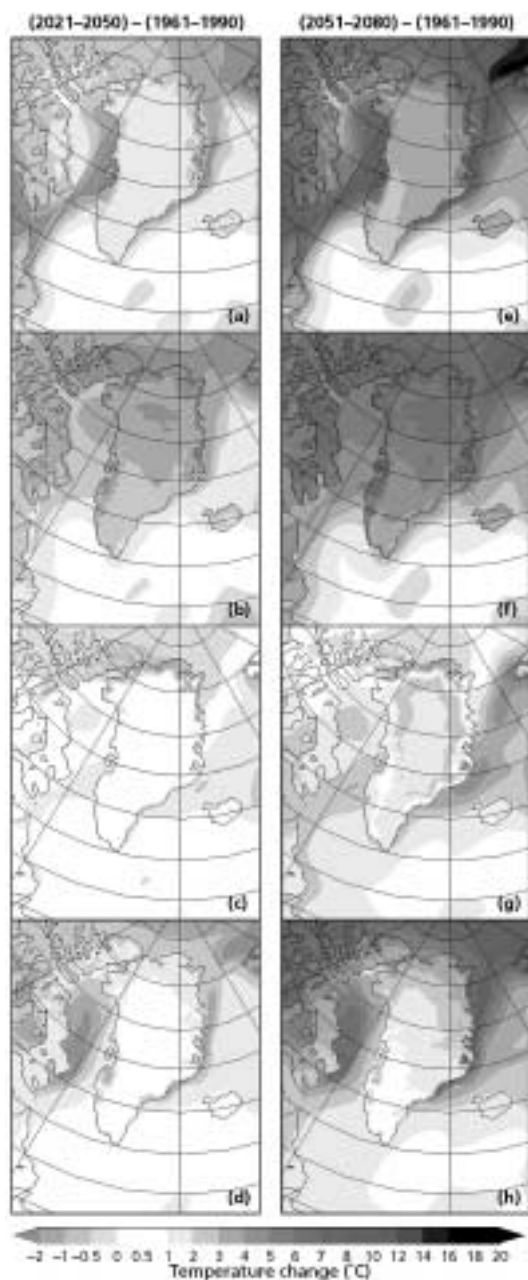 (2021–2050) – (1961–1990)
(2051–2080) – (1961–1990)
(a)
(e)
(b)
(f)
(c)
(g)
(d)
(h)
−2 −1 −0.5 0 0.5 1 2 3 4 5 6 7 8 10 12 14 16 18 20
Temperature change (˚C)